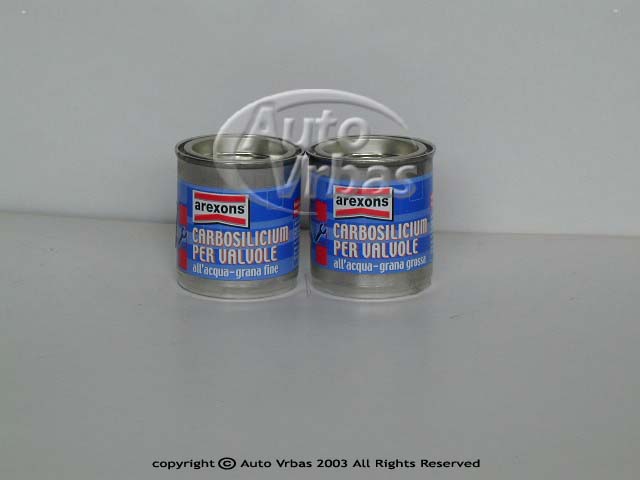 Auto
Vrbas
arexons
CARBOSILICIUM
PER VALVOLE
all'acqua-grana fine
arexons
CARBOSILICIUM
PER VALVOLE
all'acqua-grana grossa
copyright © Auto Vrbas 2003 All Rights Reserved